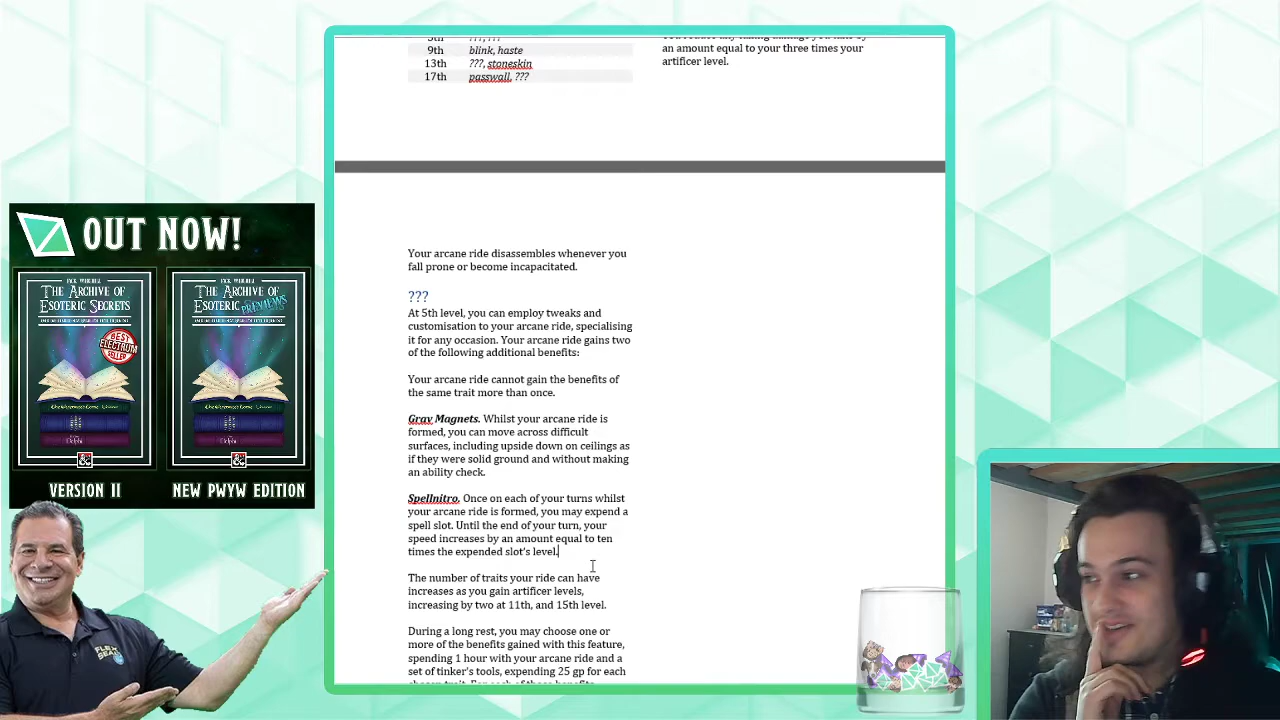 OUT NOW!
THE ARCHIVE OF
ESOTERIC SECRETS
BEST
ELECTRUM
SELLER
THE ARCHIVE OF
ESOTERIC PREVIEWS
VERSION II
NEW PWYW EDITION
9th blink, haste
13th ???, stoneskin
17th passwall, ???
an amount equal to your three times your
artificer level.
Your arcane ride disassembles whenever you
fall prone or become incapacitated.
???
At 5th level, you can employ tweaks and
customisation to your arcane ride, specialising
it for any occasion. Your arcane ride gains two
of the following additional benefits:
Your arcane ride cannot gain the benefits of
the same trait more than once.
Grav Magnets. Whilst your arcane ride is
formed, you can move across difficult
surfaces, including upside down on ceilings as
if they were solid ground and without making
an ability check.
Spellnitro. Once on each of your turns whilst
your arcane ride is formed, you may expend a
spell slot. Until the end of your turn, your
speed increases by an amount equal to ten
times the expended slot's level.
The number of traits your ride can have
increases as you gain artificer levels,
increasing by two at 11th, and 15th level.
During a long rest, you may choose one or
more of the benefits gained with this feature,
spending 1 hour with your arcane ride and a
set of tinker's tools, expending 25 gp for each